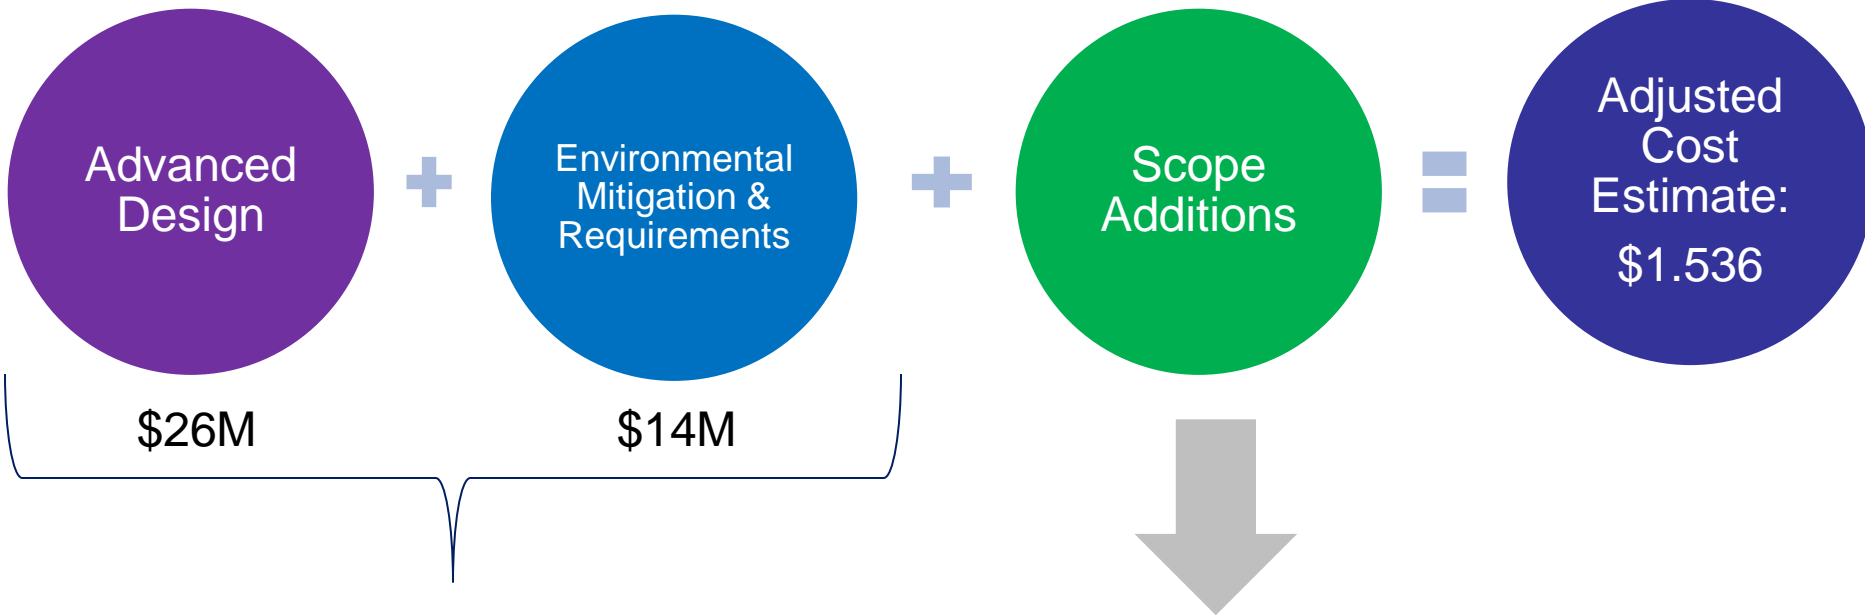 Advanced
Design
Environmental
Mitigation &
Requirements
Scope
Additions
Adjusted
Cost
Estimate:
$1.536
$26M
$14M